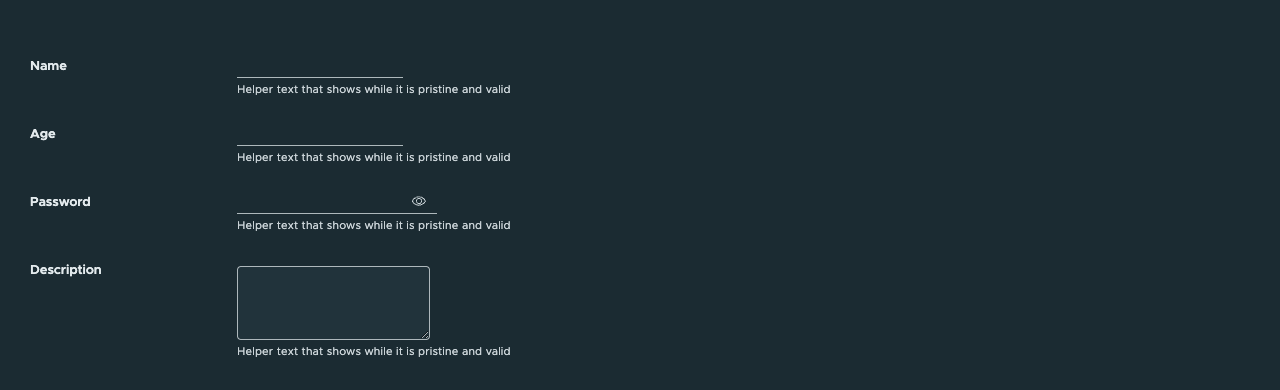 Name
Helper text that shows while it is pristine and valid
Age
Helper text that shows while it is pristine and valid
Password
Helper text that shows while it is pristine and valid
Description
Helper text that shows while it is pristine and valid